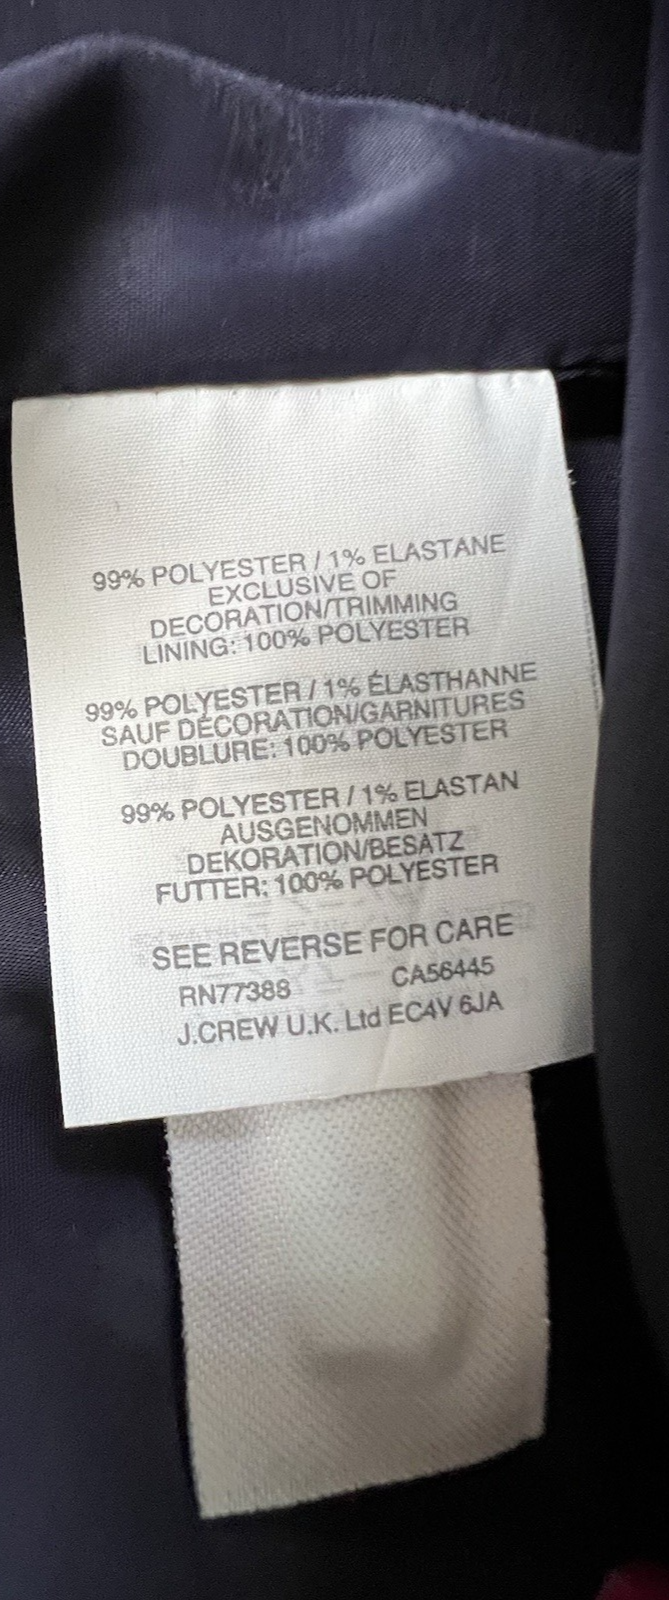 99% POLYESTER / 1% ELASTANE
EXCLUSIVE OF
DECORATION/TRIMMING
LINING: 100% POLYESTER
99% POLYESTER / 1% ÉLASTHANNE
SAUF DÉCORATION/GARNITURES
DOUBLURE: 100% POLYESTER
99% POLYESTER / 1% ELASTAN
AUSGENOMMEN
DEKORATION/BESATZ
FUTTER: 100% POLYESTER
SEE REVERSE FOR CARE
RN77388 CA56445
J.CREW U.K. Ltd EC4V 6JA